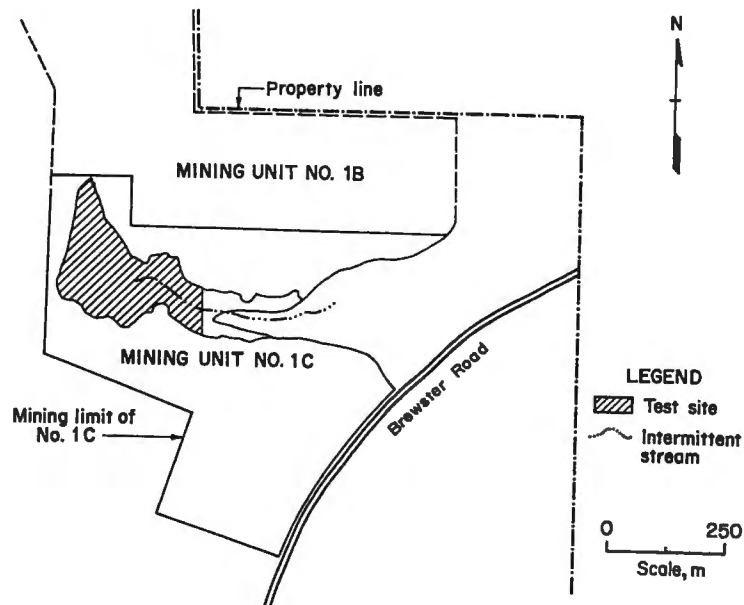 N
Property line
MINING UNIT NO. 1B
MINING UNIT NO. 1C
Mining limit of
No. 1C
Brewster Road
LEGEND
Test site
Intermittent
stream
0 250
Scale, m